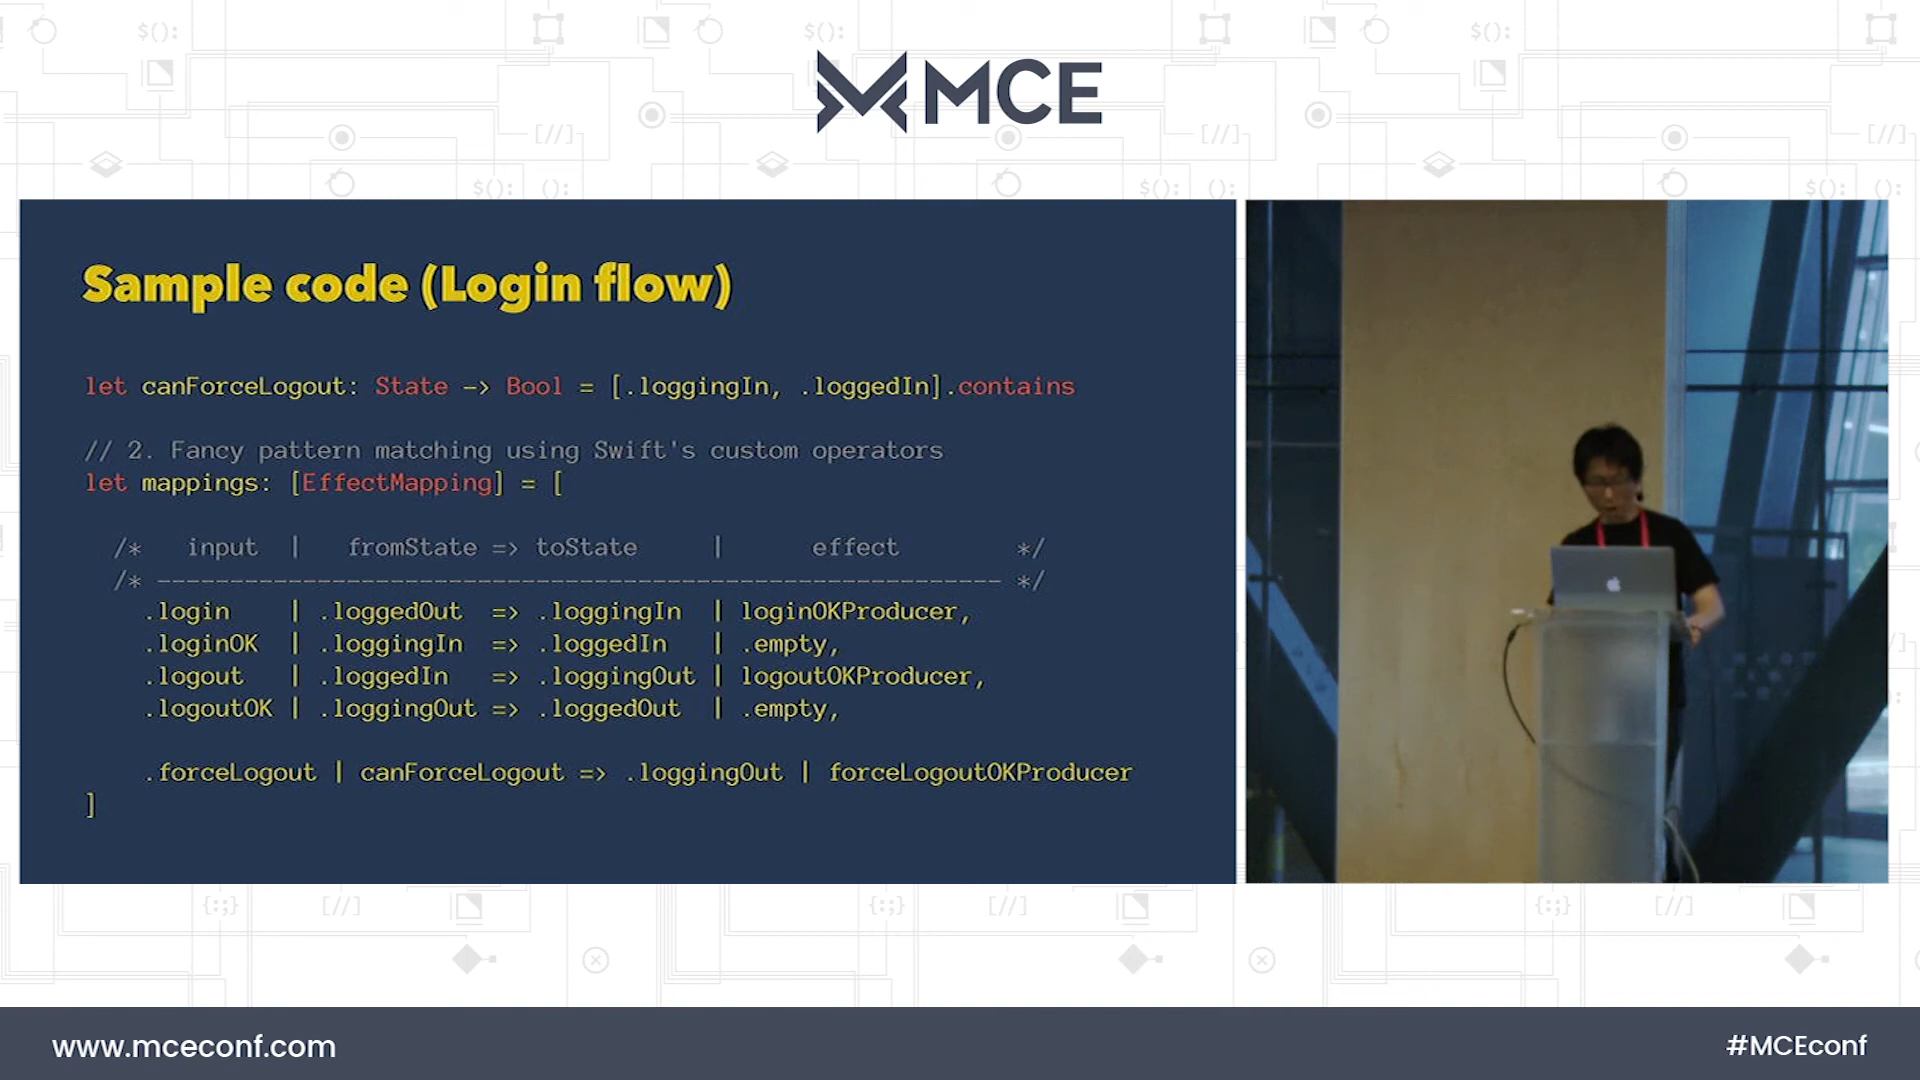 MCE
Sample code (Login flow)
let canForceLogout: State -> Bool = [.loggingIn, .loggedIn].contains
// 2. Fancy pattern matching using Swift's custom operators
let mappings: [EffectMapping] = [
/*   input  |   fromState => toState     |      effect        */
/* ---------------------------------------------------------- */
.login    | .loggedOut  => .loggingIn  | loginOKProducer,
.loginOK  | .loggingIn  => .loggedIn   | .empty,
.logout   | .loggedIn   => .loggingOut | logoutOKProducer,
.logoutOK | .loggingOut => .loggedOut  | .empty,
.forceLogout | canForceLogout => .loggingOut | forceLogoutOKProducer
]
www.mceconf.com
#MCEconf